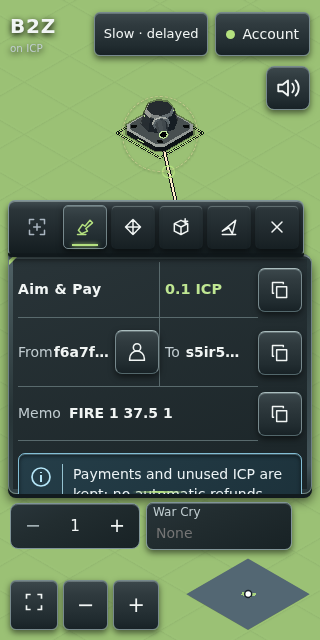 B2Z
on ICP
Slow · delayed
Account
Aim & Pay
0.1 ICP
From f6a7f...
To s5ir5...
Memo FIRE 1 37.5 1
Payments and unused ICP are
kept; no automatic refunds.
− 1 +
War Cry
None
− +